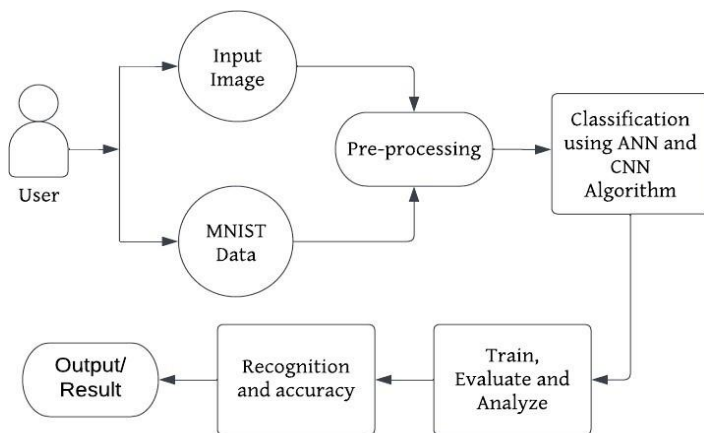 Input
Image
User
MNIST
Data
Pre-processing
Classification
using ANN and
CNN
Algorithm
Train,
Evaluate and
Analyze
Recognition
and accuracy
Output/
Result